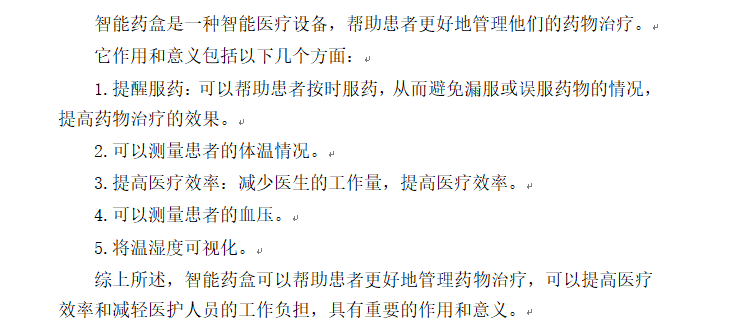 智能药盒是一种智能医疗设备，帮助患者更好地管理他们的药物治疗。
它作用和意义包括以下几个方面：
1.提醒服药：可以帮助患者按时服药，从而避免漏服或误服药物的情况，
提高药物治疗的效果。
2.可以测量患者的体温情况。
3.提高医疗效率：减少医生的工作量，提高医疗效率。
4.可以测量患者的血压。
5.将温湿度可视化。
综上所述，智能药盒可以帮助患者更好地管理药物治疗，可以提高医疗
效率和减轻医护人员的工作负担，具有重要的作用和意义。